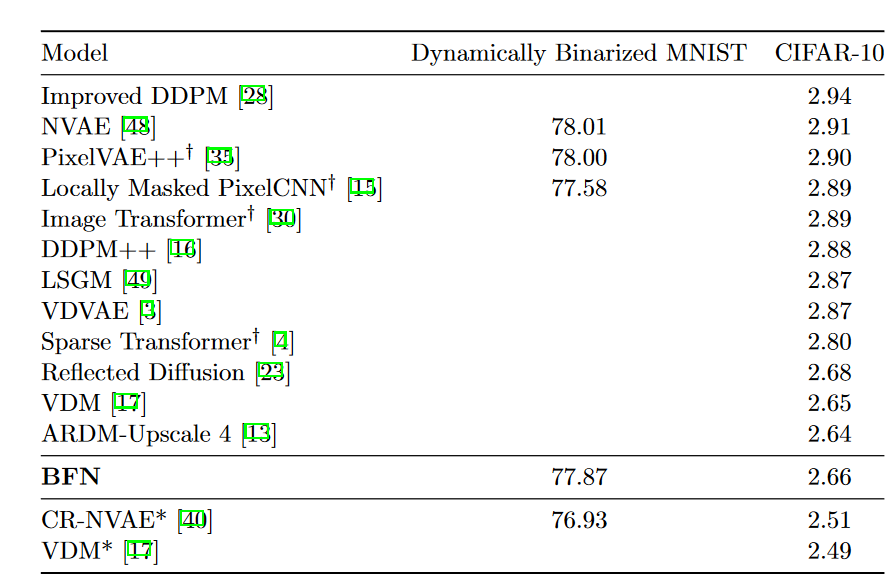 Model Dynamically Binarized MNIST CIFAR-10
Improved DDPM [28] 2.94
NVAE [48] 78.01 2.91
PixelVAE++† [35] 78.00 2.90
Locally Masked PixelCNN† [15] 77.58 2.89
Image Transformer† [30] 2.89
DDPM++ [16] 2.88
LSGM [49] 2.87
VDVAE [3] 2.87
Sparse Transformer† [4] 2.80
Reflected Diffusion [23] 2.68
VDM [17] 2.65
ARDM-Upscale 4 [13] 2.64
BFN 77.87 2.66
CR-NVAE* [40] 76.93 2.51
VDM* [17] 2.49